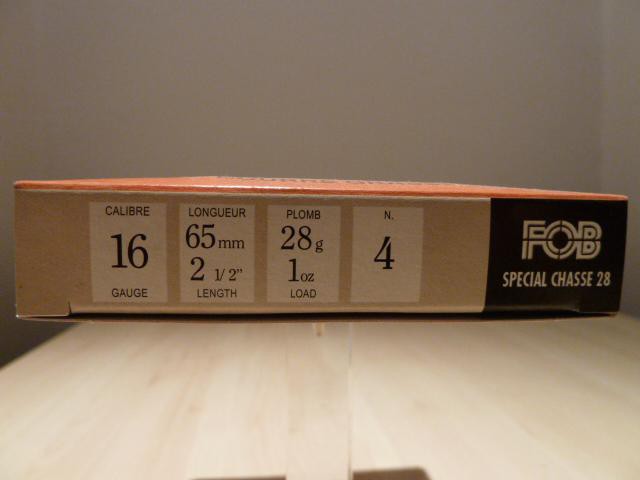 CALIBRE
16
GAUGE
LONGUEUR
65mm
2 1/2"
LENGTH
PLOMB
28g
1oz
LOAD
N.
4
FOB
SPECIAL CHASSE 28